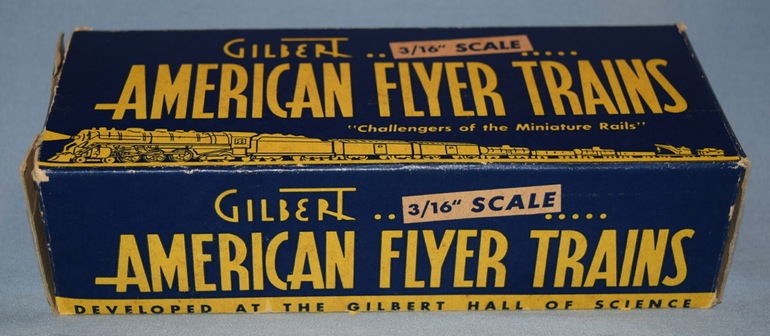 GILBERT .. 3/16" SCALE .....
AMERICAN FLYER TRAINS
"Challengers of the Miniature Rails"
GILBERT .. 3/16" SCALE .....
AMERICAN FLYER TRAINS
DEVELOPED AT THE GILBERT HALL OF SCIENCE